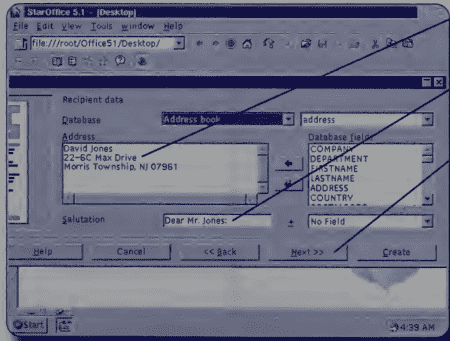 StarOffice 5.1 - [Desktop]
File Edit View Tools Window Help
file:///root/Office51/Desktop/
Recipient data
Database Address book address
Address Database fields
David Jones
22-6C Max Drive
Morris Township, NJ 07961
COMPANY
DEPARTMENT
FIRSTNAME
LASTNAME
ADDRESS
COUNTRY
Salutation Dear Mr. Jones: + No Field
Help Cancel << Back Next >> Create
Start 4:39 AM